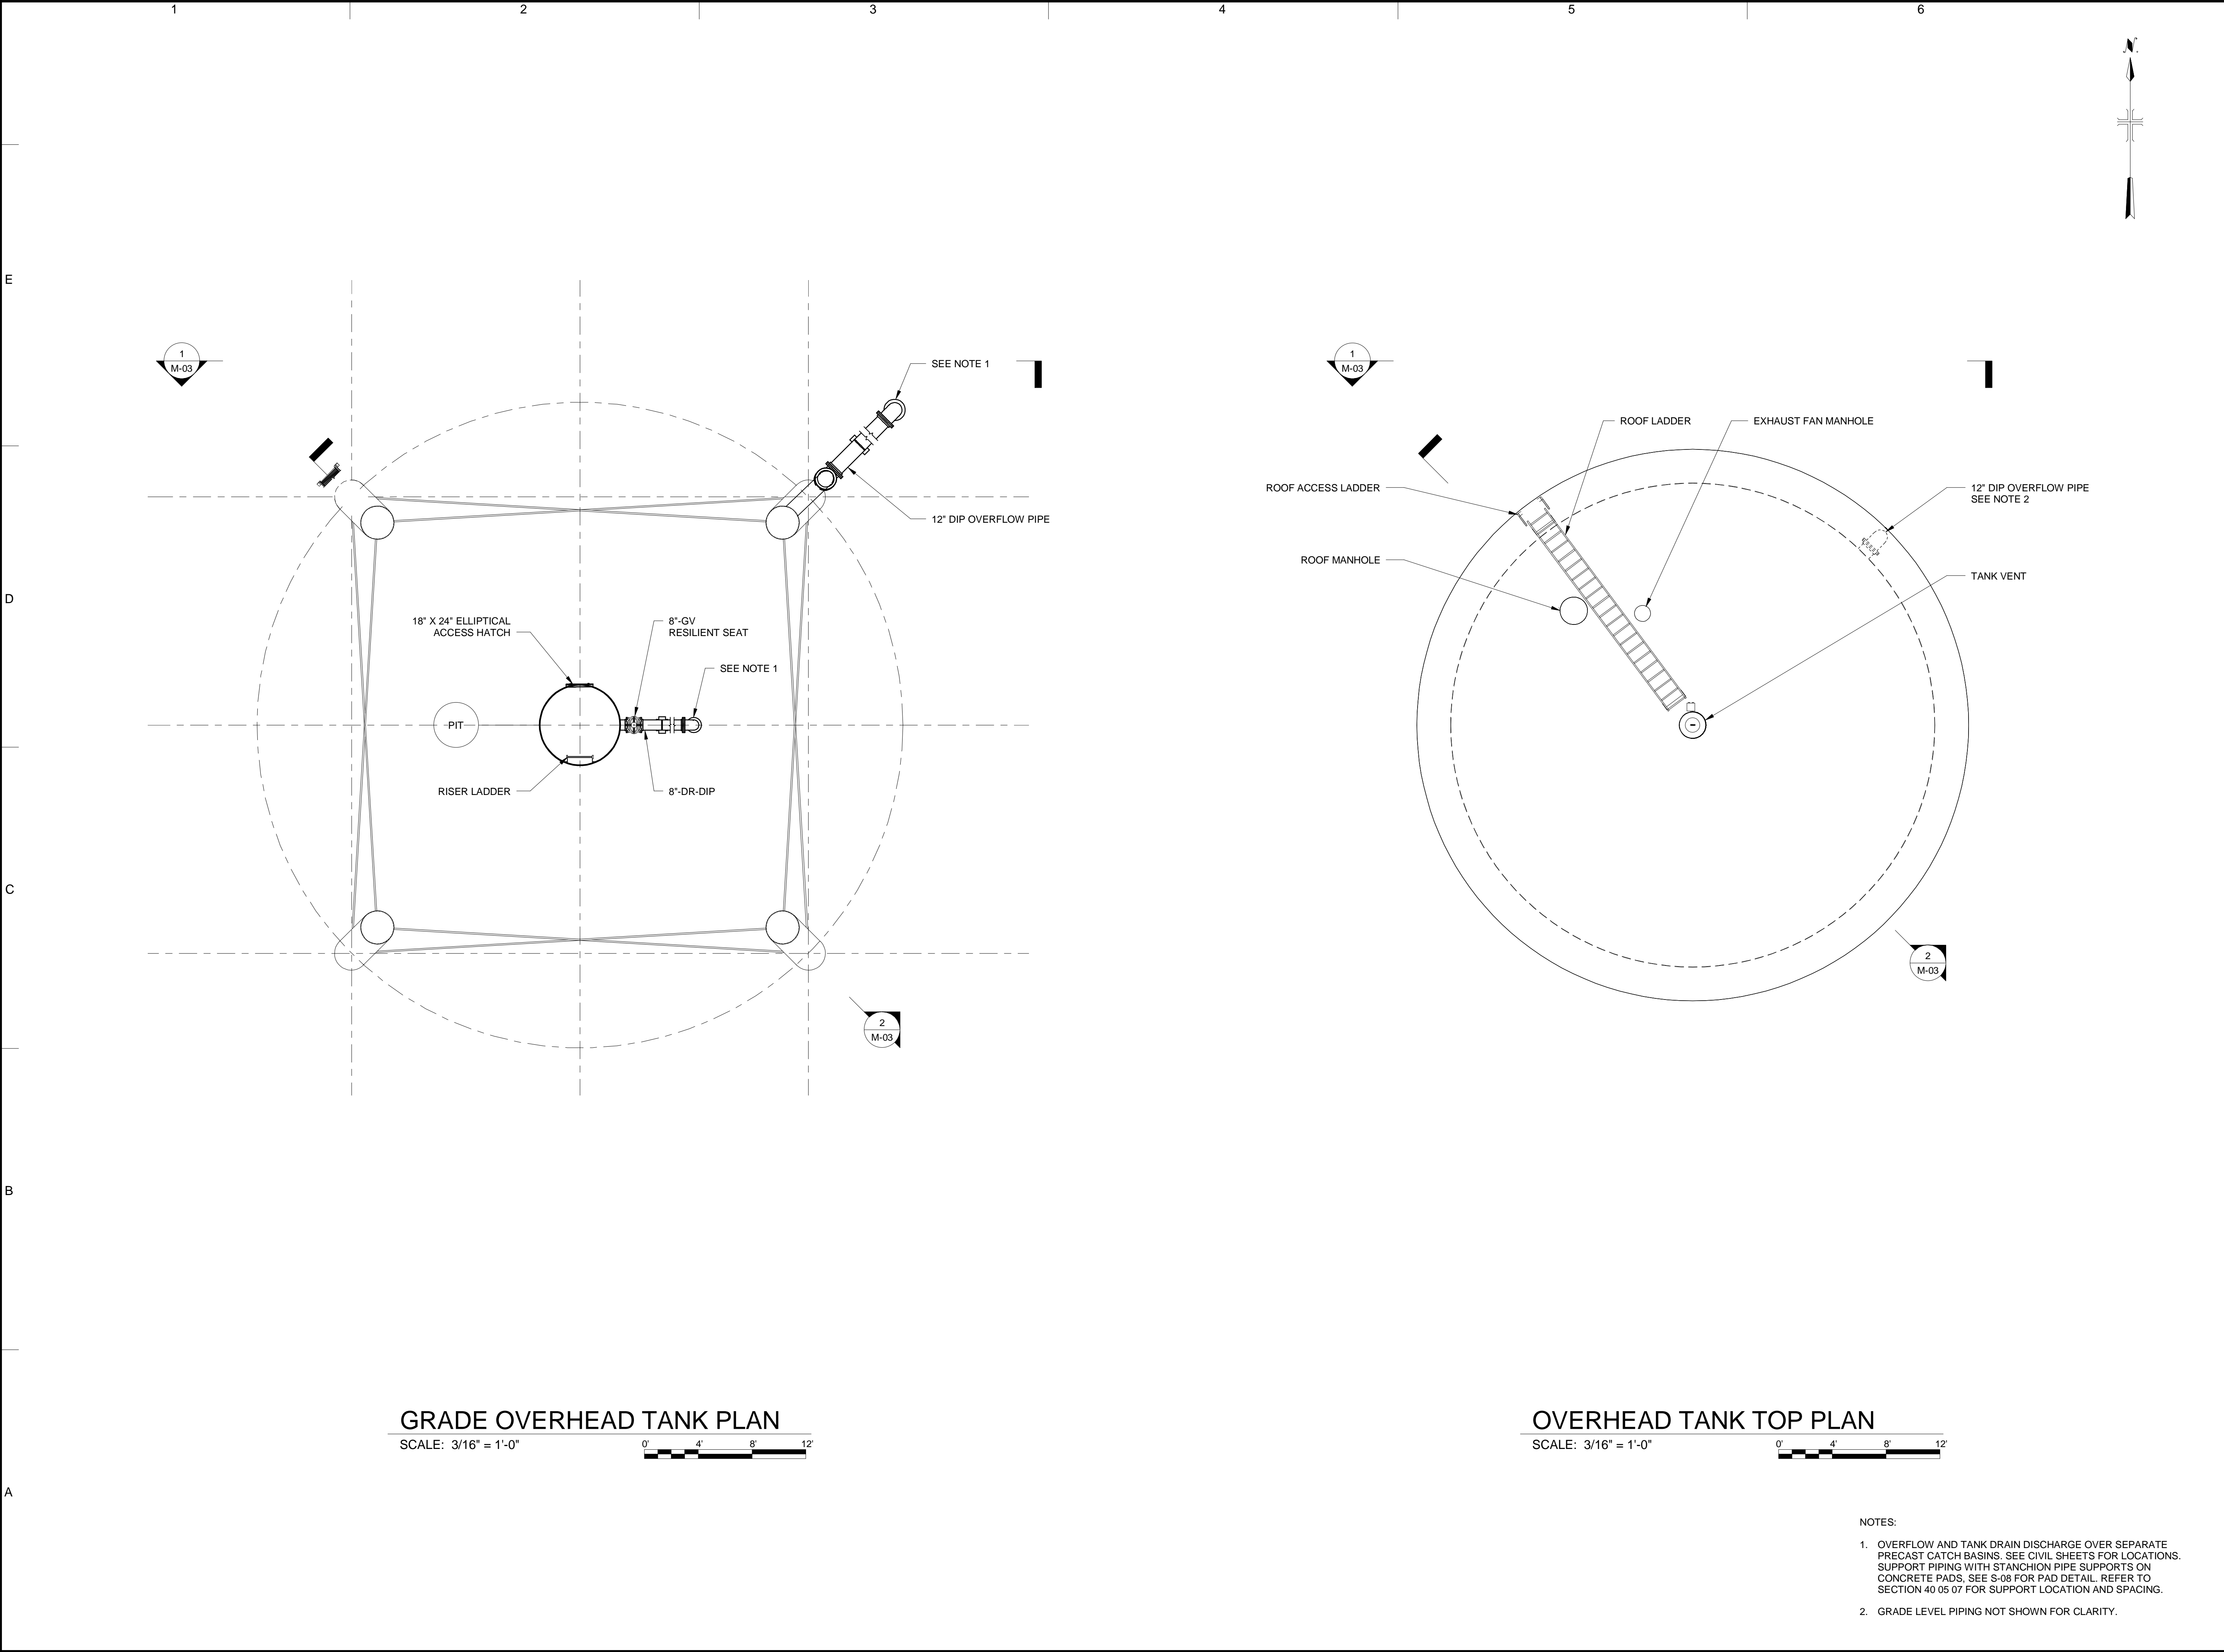 1 2 3 4 5 6
N
E
D
C
B
A
1
M-03
SEE NOTE 1
12" DIP OVERFLOW PIPE
18" X 24" ELLIPTICAL
ACCESS HATCH
8"-GV
RESILIENT SEAT
SEE NOTE 1
PIT
RISER LADDER
8"-DR-DIP
2
M-03
GRADE OVERHEAD TANK PLAN
SCALE: 3/16" = 1'-0"
0' 4' 8' 12'
1
M-03
ROOF LADDER
EXHAUST FAN MANHOLE
ROOF ACCESS LADDER
12" DIP OVERFLOW PIPE
SEE NOTE 2
ROOF MANHOLE
TANK VENT
2
M-03
OVERHEAD TANK TOP PLAN
SCALE: 3/16" = 1'-0"
0' 4' 8' 12'
NOTES:
1. OVERFLOW AND TANK DRAIN DISCHARGE OVER SEPARATE
PRECAST CATCH BASINS. SEE CIVIL SHEETS FOR LOCATIONS.
SUPPORT PIPING WITH STANCHION PIPE SUPPORTS ON
CONCRETE PADS, SEE S-08 FOR PAD DETAIL. REFER TO
SECTION 40 05 07 FOR SUPPORT LOCATION AND SPACING.
2. GRADE LEVEL PIPING NOT SHOWN FOR CLARITY.